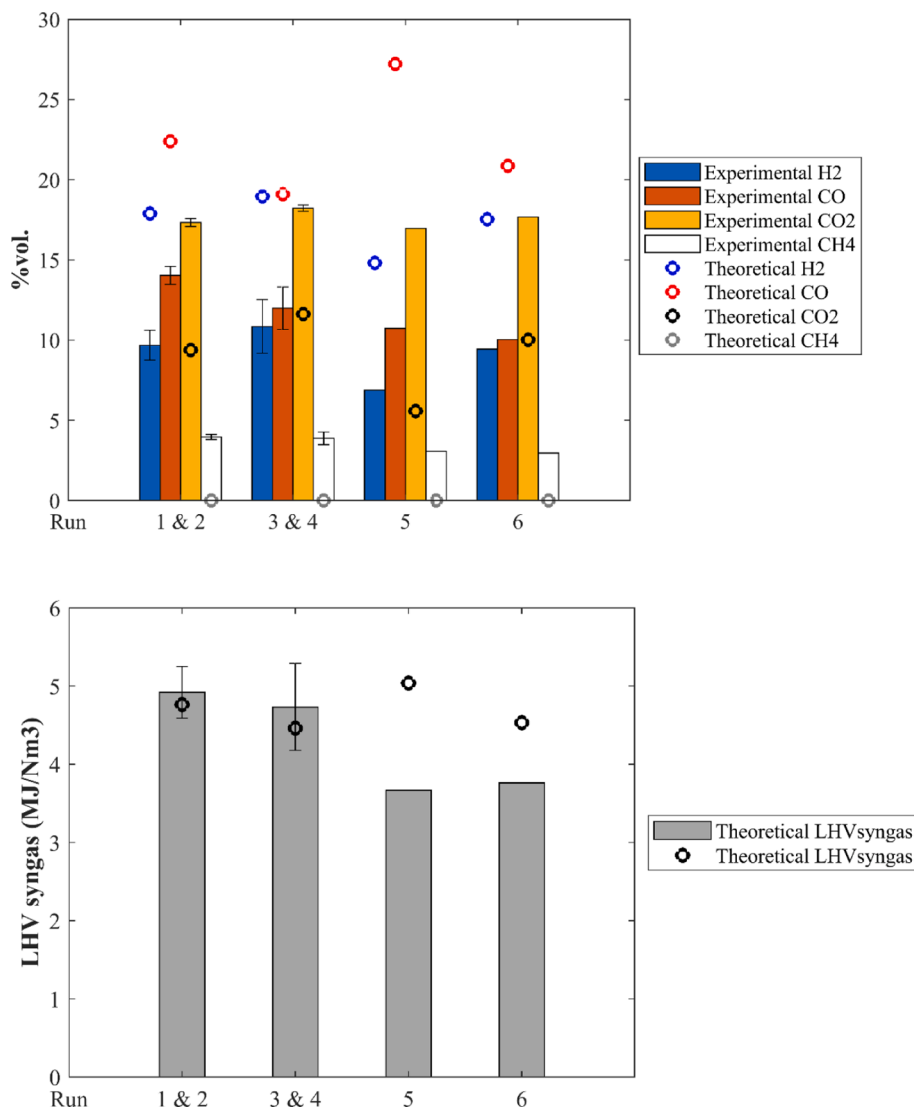 30
25
20
15
10
5
0
%vol.
Run
1 & 2
3 & 4
5
6
Experimental H2
Experimental CO
Experimental CO2
Experimental CH4
Theoretical H2
Theoretical CO
Theoretical CO2
Theoretical CH4
6
5
4
3
2
1
0
LHV syngas (MJ/Nm3)
Run
1 & 2
3 & 4
5
6
Theoretical LHVsyngas
Theoretical LHVsyngas